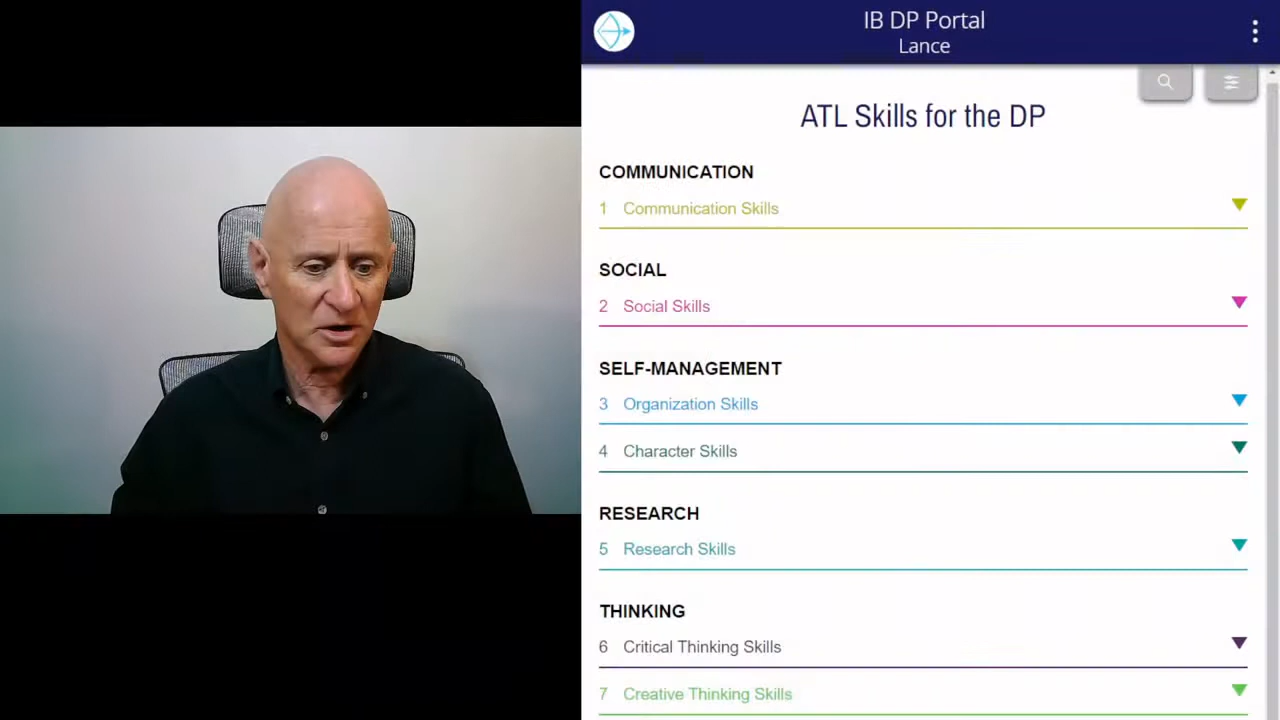 IB DP Portal
Lance
ATL Skills for the DP
COMMUNICATION
1 Communication Skills
SOCIAL
2 Social Skills
SELF-MANAGEMENT
3 Organization Skills
4 Character Skills
RESEARCH
5 Research Skills
THINKING
6 Critical Thinking Skills
7 Creative Thinking Skills